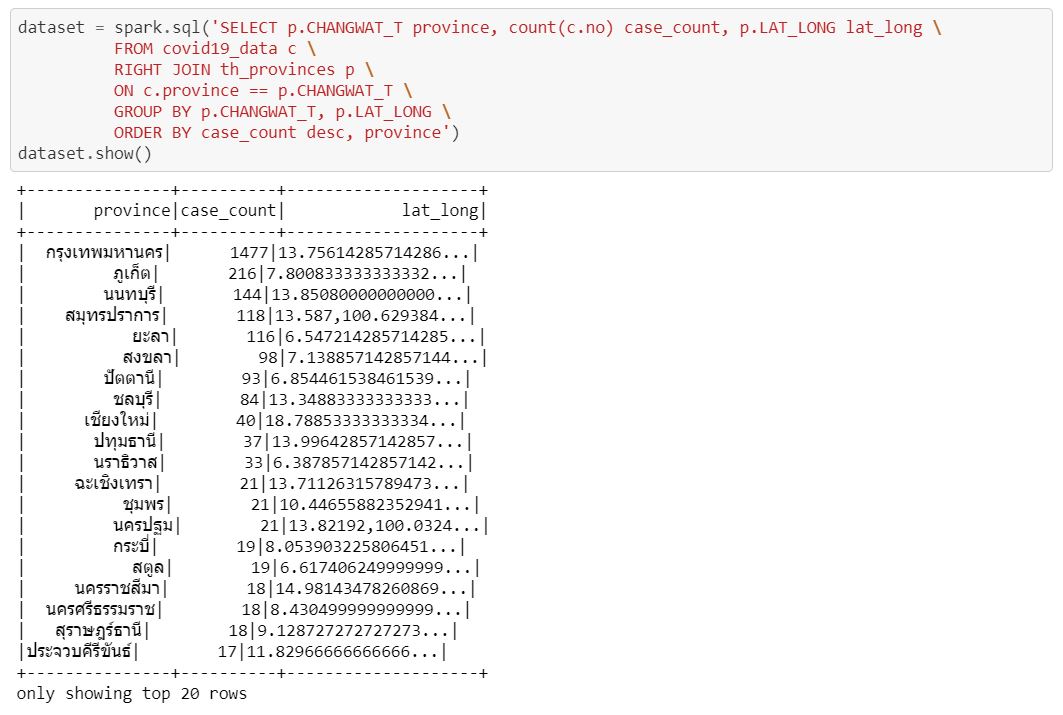 dataset = spark.sql('SELECT p.CHANGWAT_T province, count(c.no) case_count, p.LAT_LONG lat_long \
FROM covid19_data c \
RIGHT JOIN th_provinces p \
ON c.province == p.CHANGWAT_T \
GROUP BY p.CHANGWAT_T, p.LAT_LONG \
ORDER BY case_count desc, province')
dataset.show()
+---------------+----------+--------------------+
|       province|case_count|            lat_long|
+---------------+----------+--------------------+
|  กรุงเทพมหานคร|      1477|13.75614285714286...|
|         ภูเก็ต|       216|7.800833333333332...|
|        นนทบุรี|       144|13.85080000000000...|
|    สมุทรปราการ|       118|13.587,100.629384...|
|           ยะลา|       116|6.547214285714285...|
|          สงขลา|        98|7.138857142857144...|
|        ปัตตานี|        93|6.854461538461539...|
|         ชลบุรี|        84|13.34883333333333...|
|      เชียงใหม่|        40|18.78853333333334...|
|       ปทุมธานี|        37|13.99642857142857...|
|       นราธิวาส|        33|6.387857142857142...|
|     ฉะเชิงเทรา|        21|13.71126315789473...|
|          ชุมพร|        21|10.44655882352941...|
|         นครปฐม|        21|13.82192,100.0324...|
|         กระบี่|        19|8.053903225806451...|
|           สตูล|        19|6.617406249999999...|
|     นครราชสีมา|        18|14.98143478260869...|
|  นครศรีธรรมราช|        18|8.430499999999999...|
|   สุราษฎร์ธานี|        18|9.128727272727273...|
|ประจวบคีรีขันธ์|        17|11.82966666666666...|
+---------------+----------+--------------------+
only showing top 20 rows